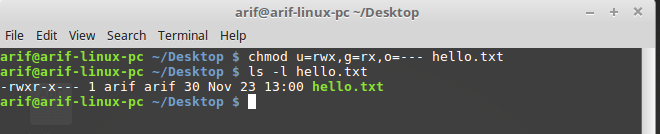 arif@arif-linux-pc ~/Desktop
File Edit View Search Terminal Help
arif@arif-linux-pc ~/Desktop $ chmod u=rwx,g=rx,o=--- hello.txt
arif@arif-linux-pc ~/Desktop $ ls -l hello.txt
-rwxr-x--- 1 arif arif 30 Nov 23 13:00 hello.txt
arif@arif-linux-pc ~/Desktop $